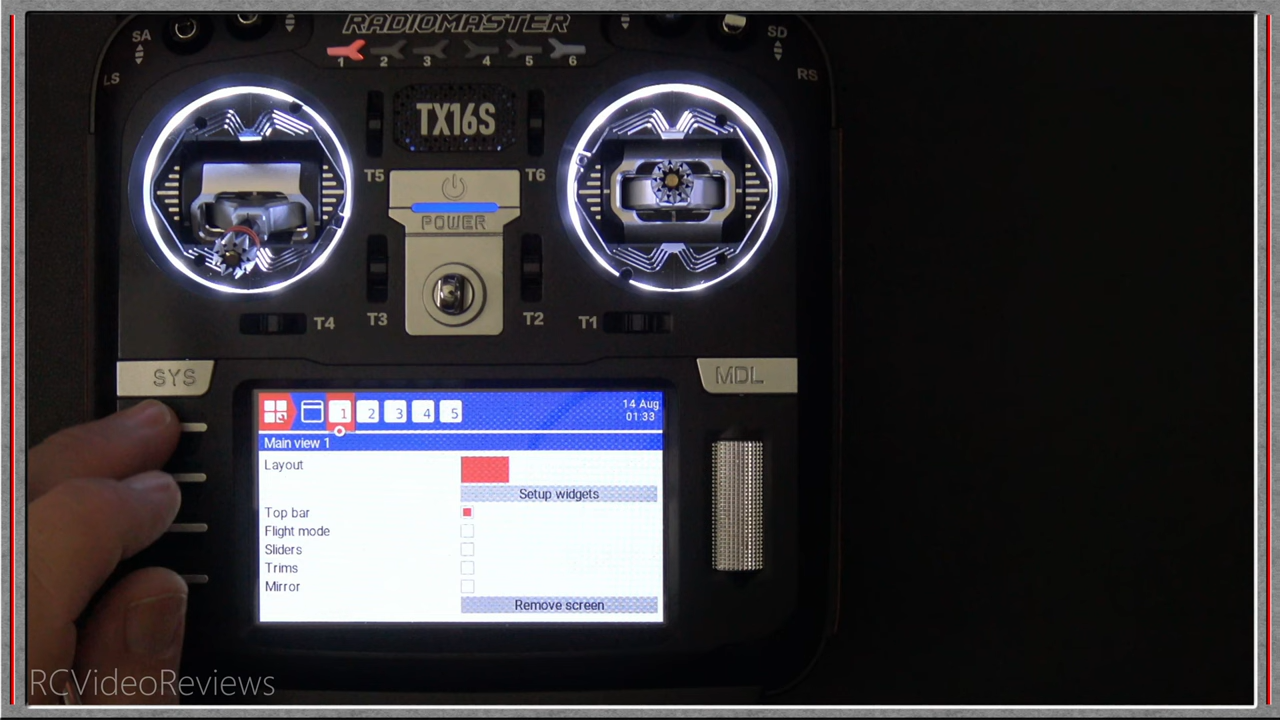 RADIOMASTER
SA
SD
LS
RS
1 2 3 4 5 6
TX16S
T5
T6
POWER
T4
T3
T2
T1
SYS
MDL
1 2 3 4 5
14 Aug
01:33
Main view 1
Layout
Setup widgets
Top bar
Flight mode
Sliders
Trims
Mirror
Remove screen
RCVideoReviews